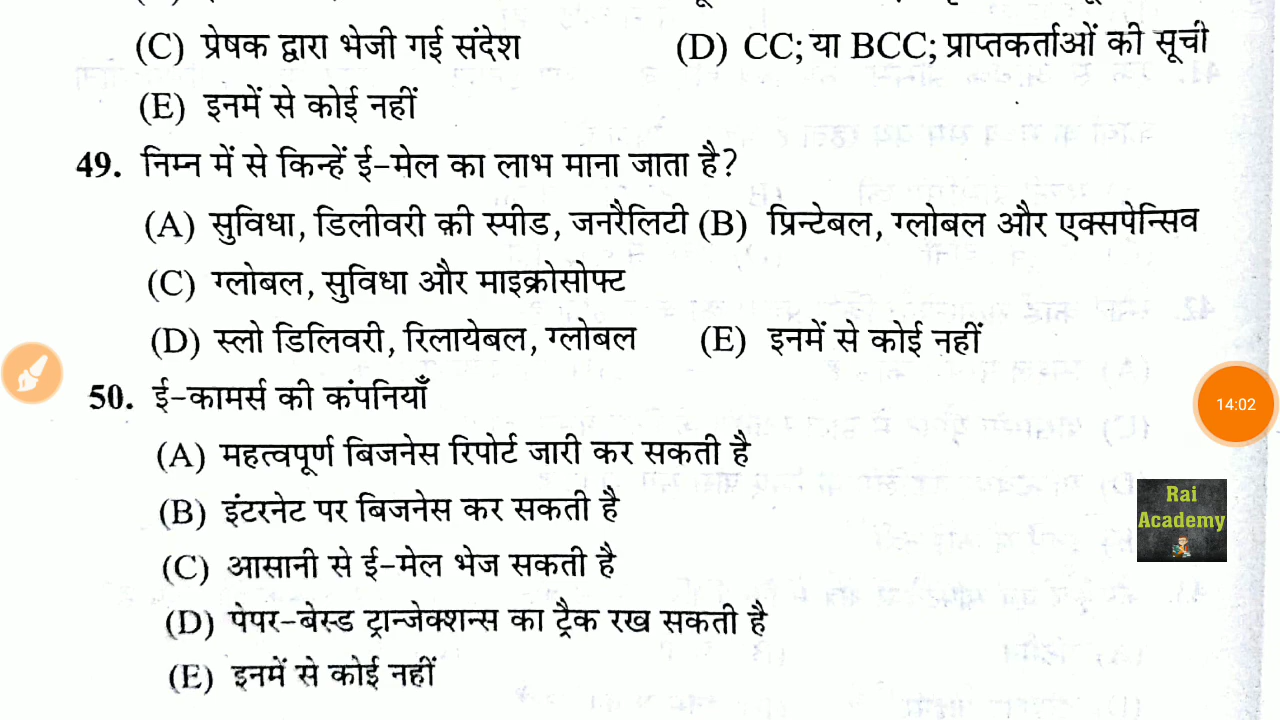 (C) प्रेषक द्वारा भेजी गई संदेश (D) CC; या BCC; प्राप्तकर्ताओं की सूची
(E) इनमें से कोई नहीं
49. निम्न में से किन्हें ई-मेल का लाभ माना जाता है?
(A) सुविधा, डिलीवरी की स्पीड, जनरैलिटी (B) प्रिन्टेबल, ग्लोबल और एक्सपेन्सिव
(C) ग्लोबल, सुविधा और माइक्रोसोफ्ट
(D) स्लो डिलिवरी, रिलायेबल, ग्लोबल (E) इनमें से कोई नहीं
50. ई-कामर्स की कंपनियाँ
(A) महत्वपूर्ण बिजनेस रिपोर्ट जारी कर सकती है
14:02
(B) इंटरनेट पर बिजनेस कर सकती है
Rai
Academy
(C) आसानी से ई-मेल भेज सकती है
(D) पेपर-बेस्ड ट्रान्जेक्शन्स का ट्रैक रख सकती है
(E) इनमें से कोई नहीं